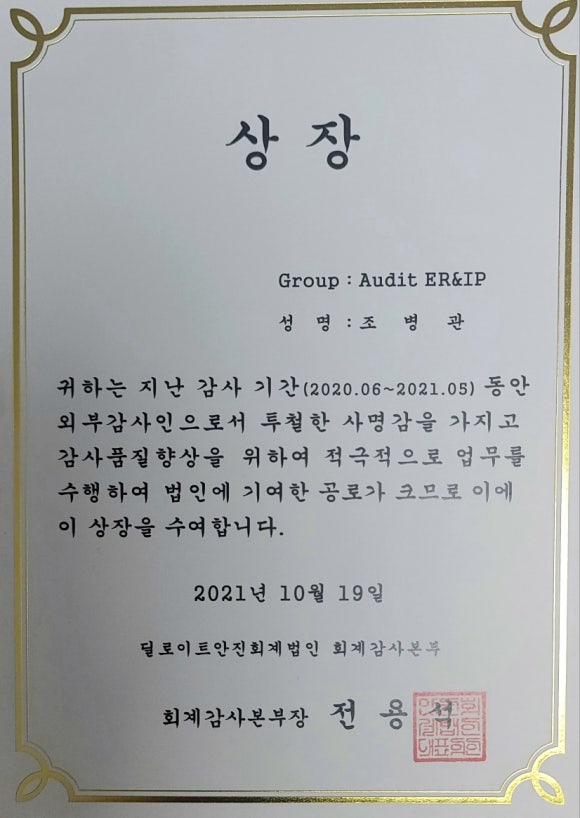 상 장
Group : Audit ER&IP
성 명 : 조 병 관
귀하는 지난 감사 기간(2020.06~2021.05) 동안
외부감사인으로서 투철한 사명감을 가지고
감사품질향상을 위하여 적극적으로 업무를
수행하여 법인에 기여한 공로가 크므로 이에
이 상장을 수여합니다.
2021년 10월 19일
딜로이트안진회계법인 회계감사본부
회계감사본부장 전 용 석